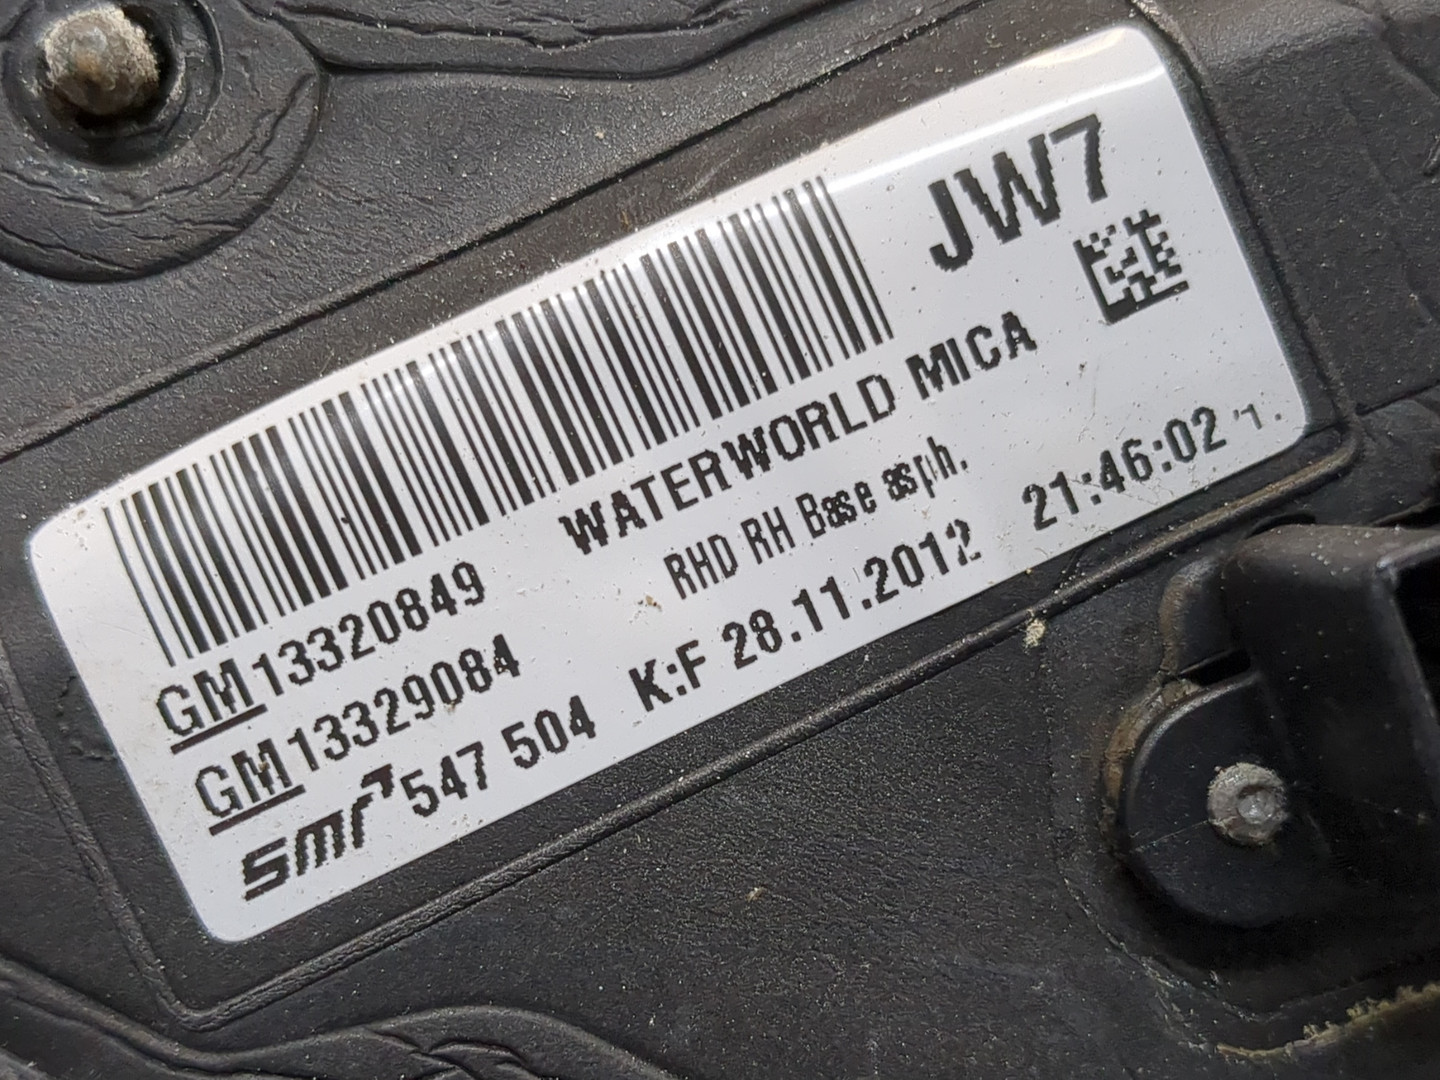 JW7
WATERWORLD MICA
RHD RH Base asph.
GM13320849
GM13329084
smr 547 504 K:F 28.11.2012 21:46:02